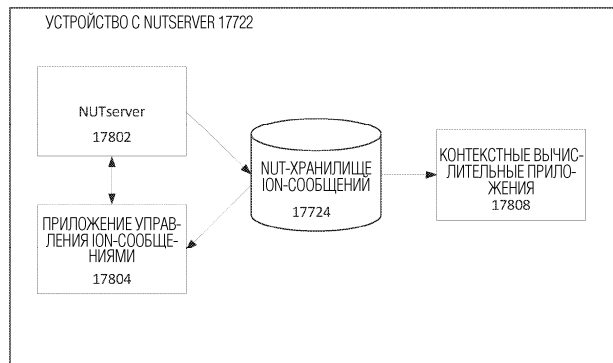 УСТРОЙСТВО С NUTSERVER 17722
NUTserver
17802
NUT-ХРАНИЛИЩЕ
ION-СООБЩЕНИЙ
17724
КОНТЕКСТНЫЕ ВЫЧИС-
ЛИТЕЛЬНЫЕ ПРИЛО-
ЖЕНИЯ
17808
ПРИЛОЖЕНИЕ УПРАВ-
ЛЕНИЯ ION-СООБЩЕ-
НИЯМИ
17804